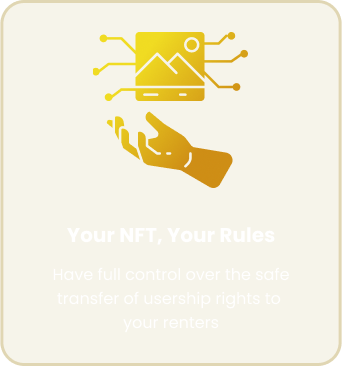 Your NFT, Your Rules
Have full control over the safe
transfer of usership rights to
your renters